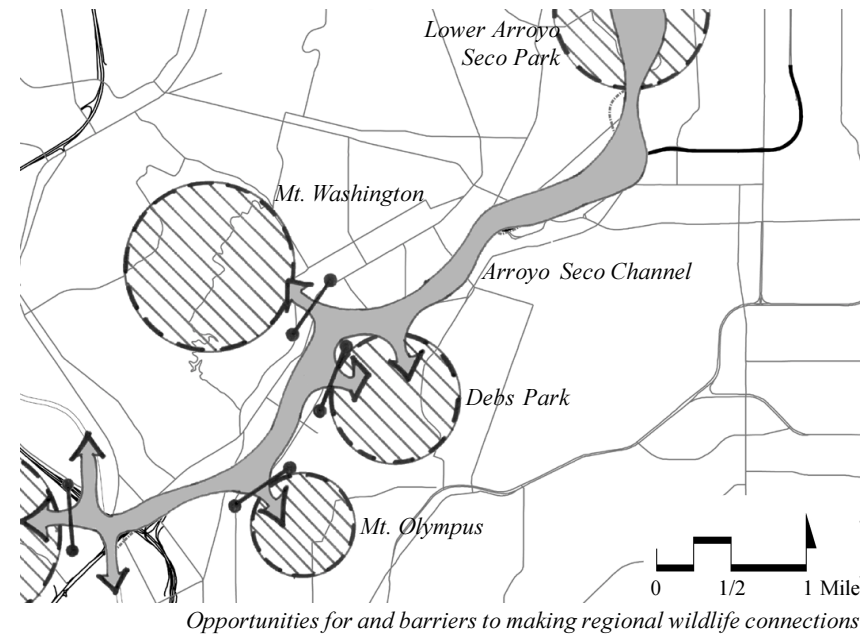 Lower Arroyo
Seco Park
Mt. Washington
Arroyo Seco Channel
Debs Park
Mt. Olympus
0 1/2 1 Mile
Opportunities for and barriers to making regional wildlife connections